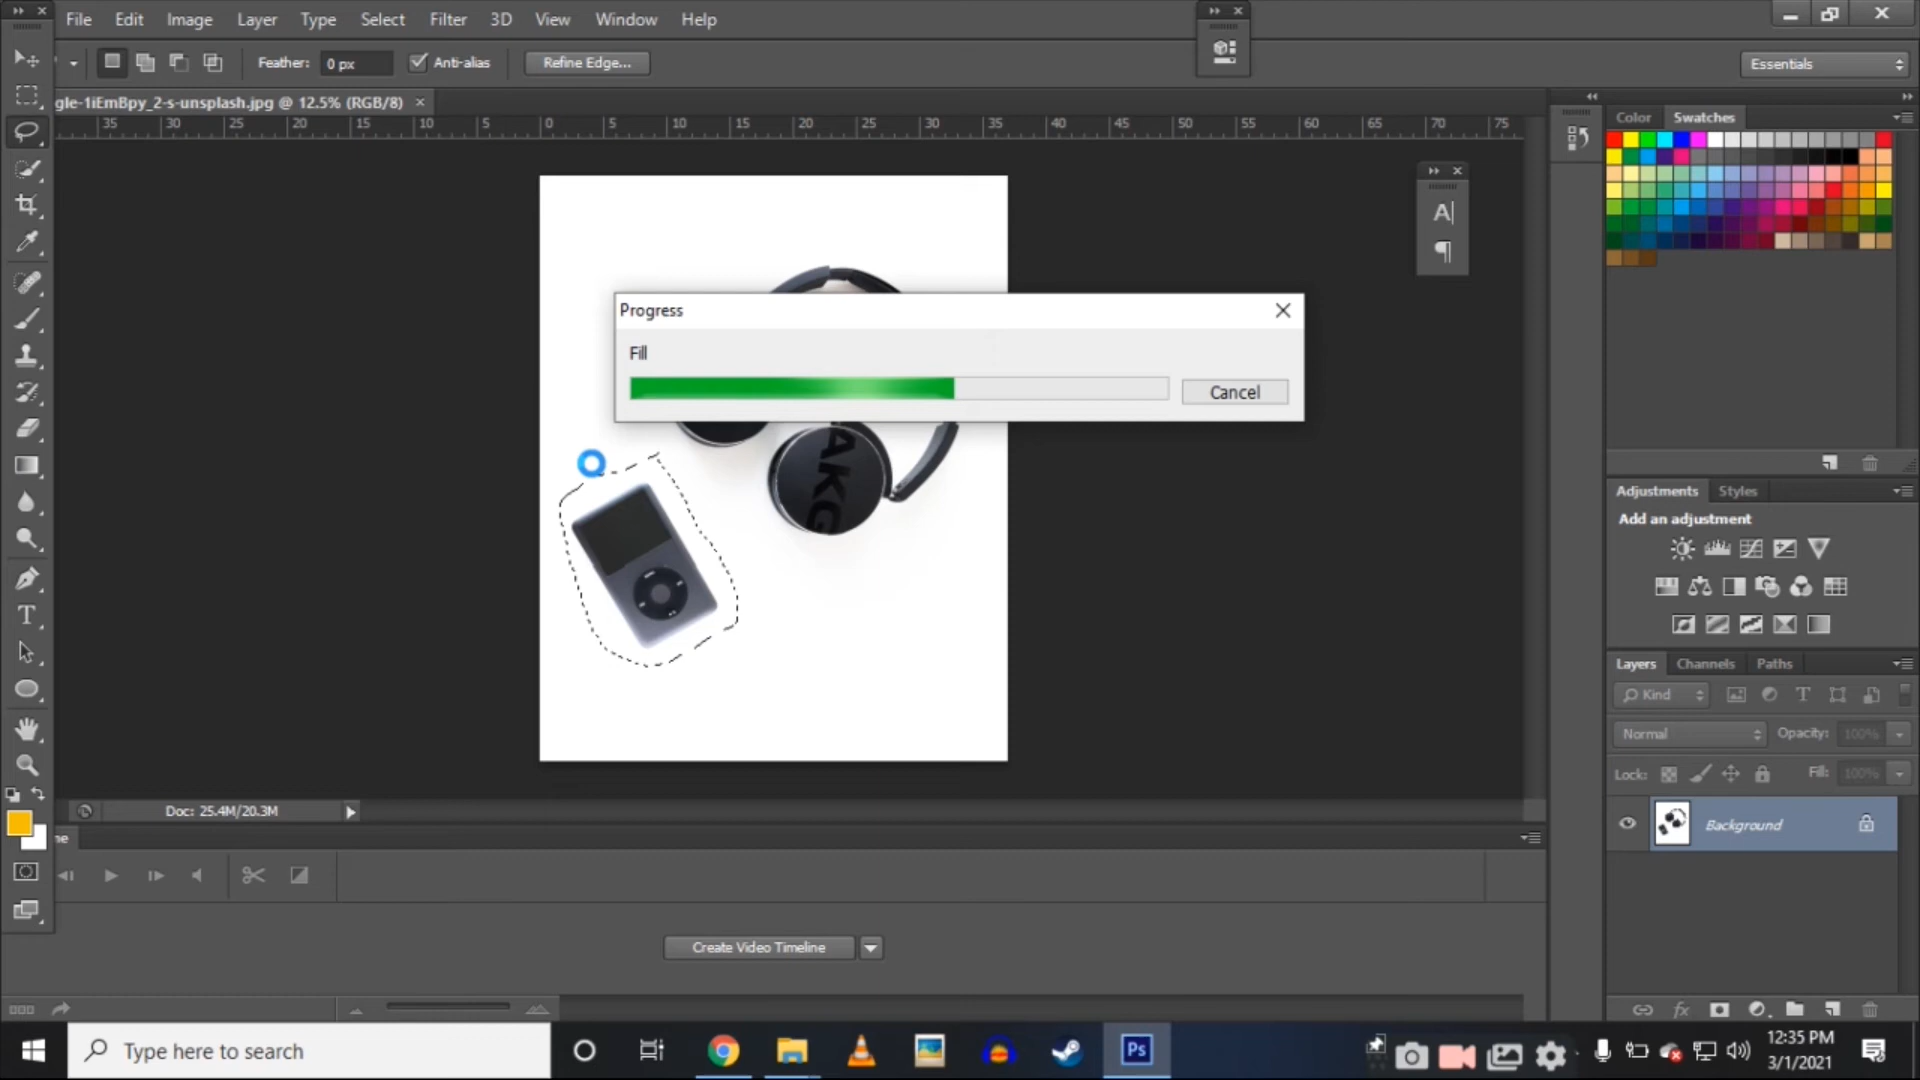 File Edit Image Layer Type Select Filter 3D View Window Help
Feather: 0 px Anti-alias Refine Edge... Essentials
gle-1iEmBpy_2-s-unsplash.jpg @ 12.5% (RGB/8) ×
35 30 25 20 15 10 5 0 5 10 15 20 25 30 35 40 45 50 55 60 65 70 75
Color Swatches
Progress
Fill
Cancel
AKG
Adjustments Styles
Add an adjustment
Layers Channels Paths
Kind
Normal Opacity: 100%
Lock: Fill: 100%
Background
Doc: 25.4M/20.3M
ne
Create Video Timeline
Type here to search
Ps
12:35 PM
3/1/2021